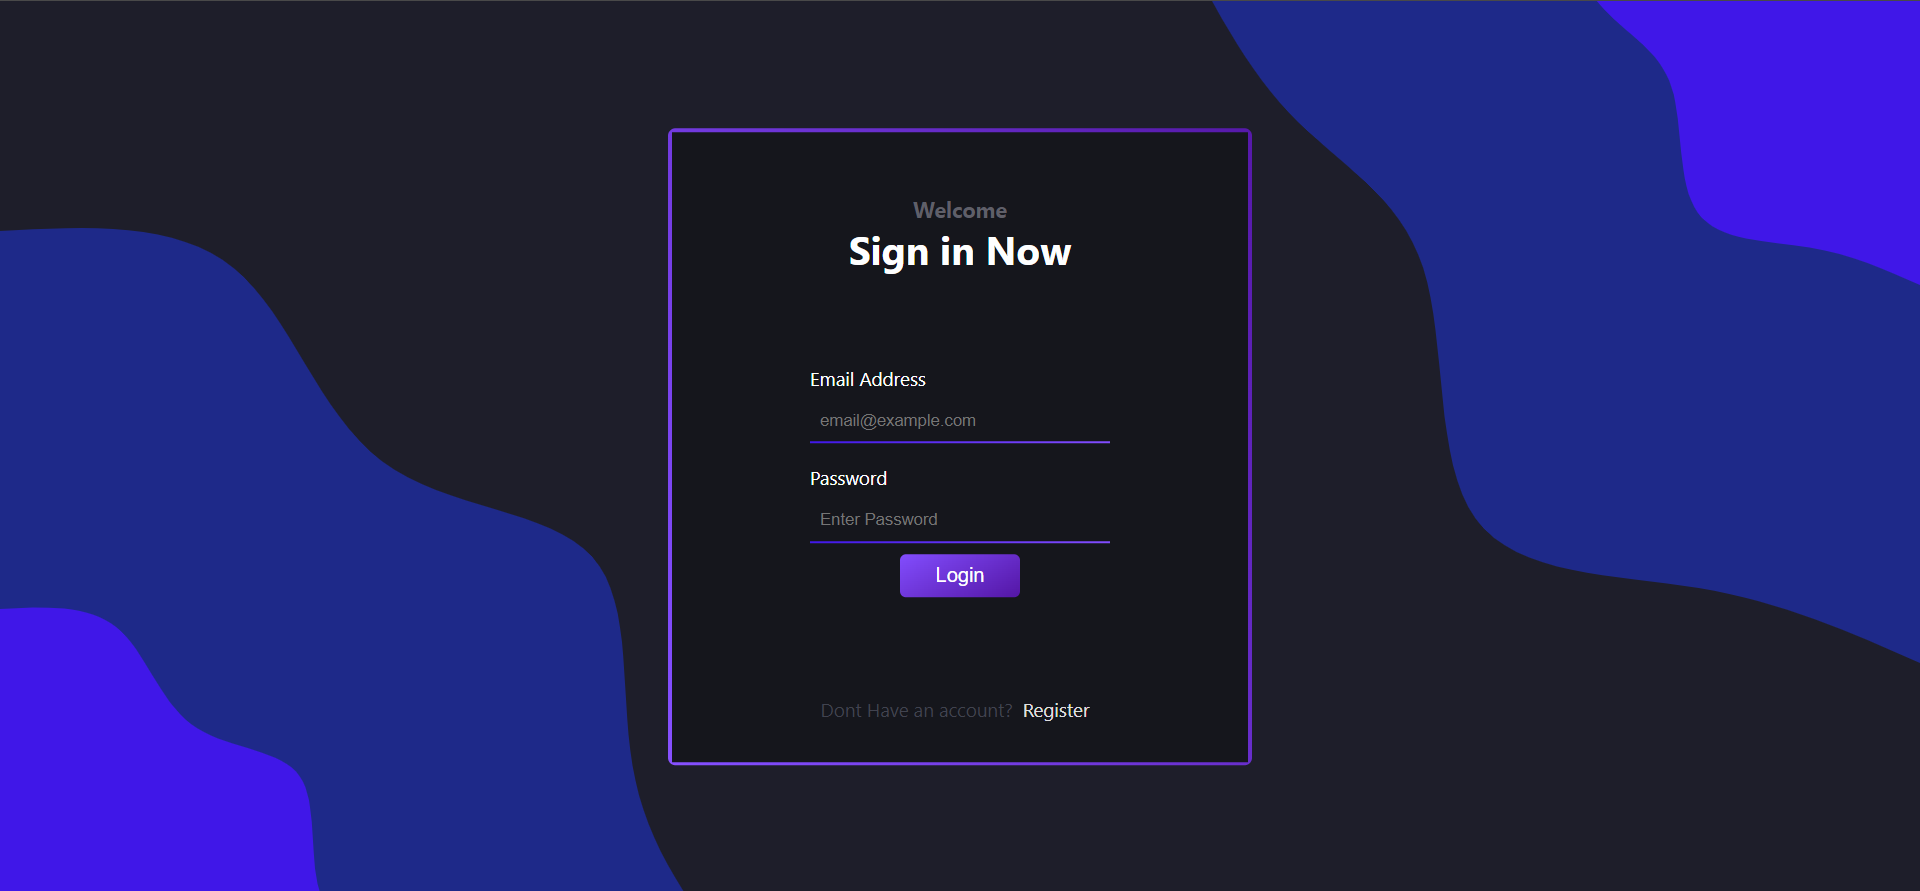 Welcome
Sign in Now
Email Address
email@example.com
Password
Enter Password
Login
Dont Have an account? Register